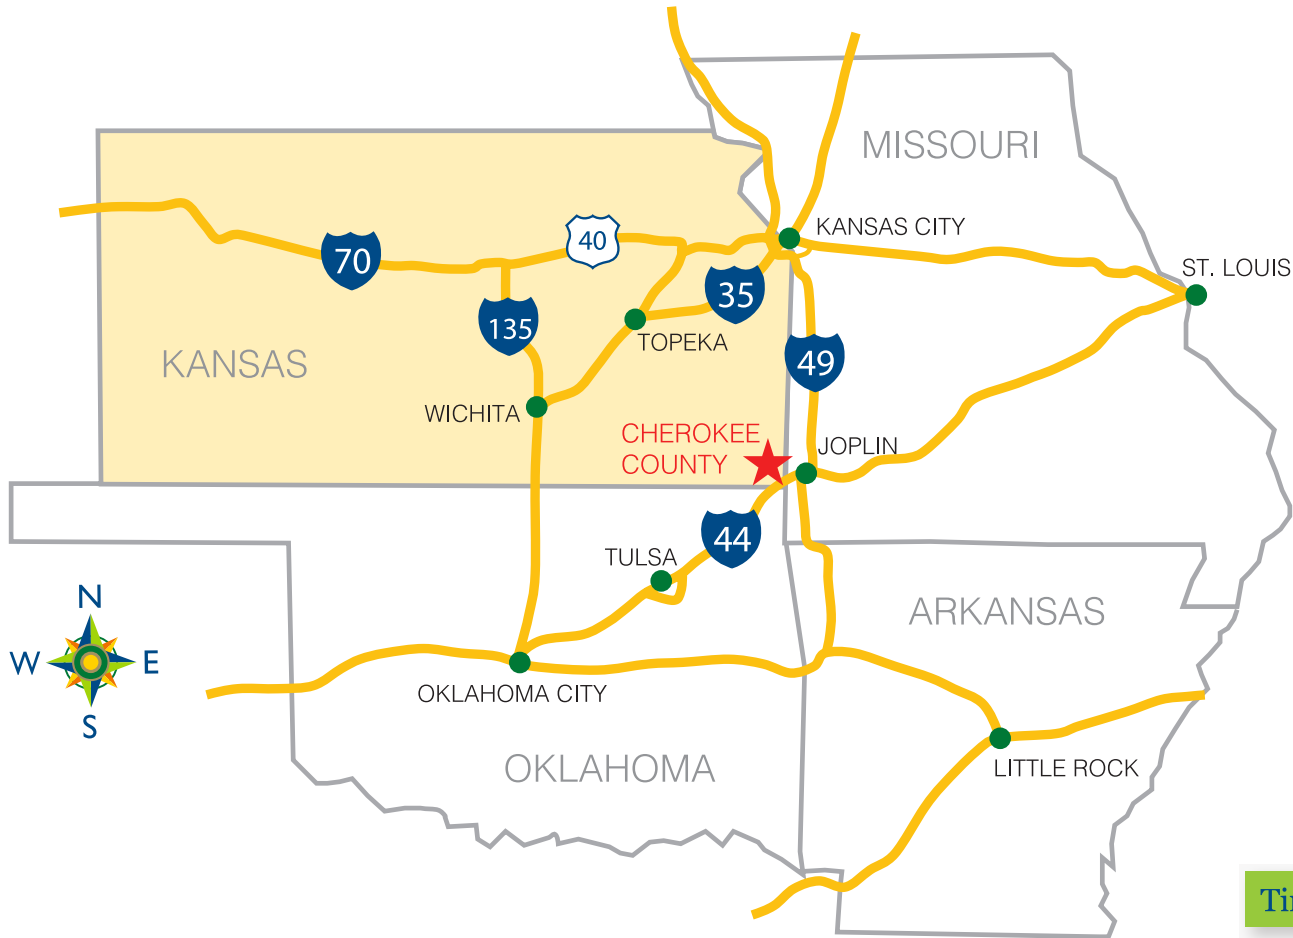 MISSOURI
KANSAS CITY
40
70
ST. LOUIS
35
135
TOPEKA
KANSAS
49
WICHITA
CHEROKEE
COUNTY
JOPLIN
44
TULSA
N
W E
S
ARKANSAS
OKLAHOMA CITY
OKLAHOMA
LITTLE ROCK